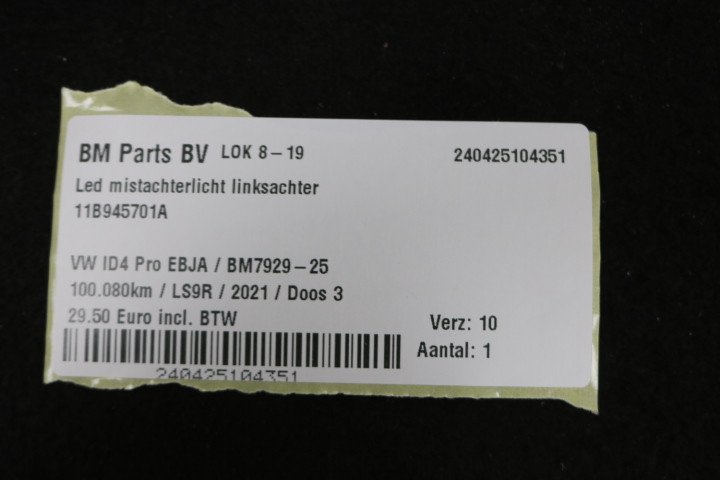 BM Parts BV LOK 8-19 240425104351
Led mistachterlicht linksachter
11B945701A
VW ID4 Pro EBJA / BM7929-25
100.080km / LS9R / 2021 / Doos 3
29.50 Euro incl. BTW
Verz: 10
Aantal: 1
240425104351